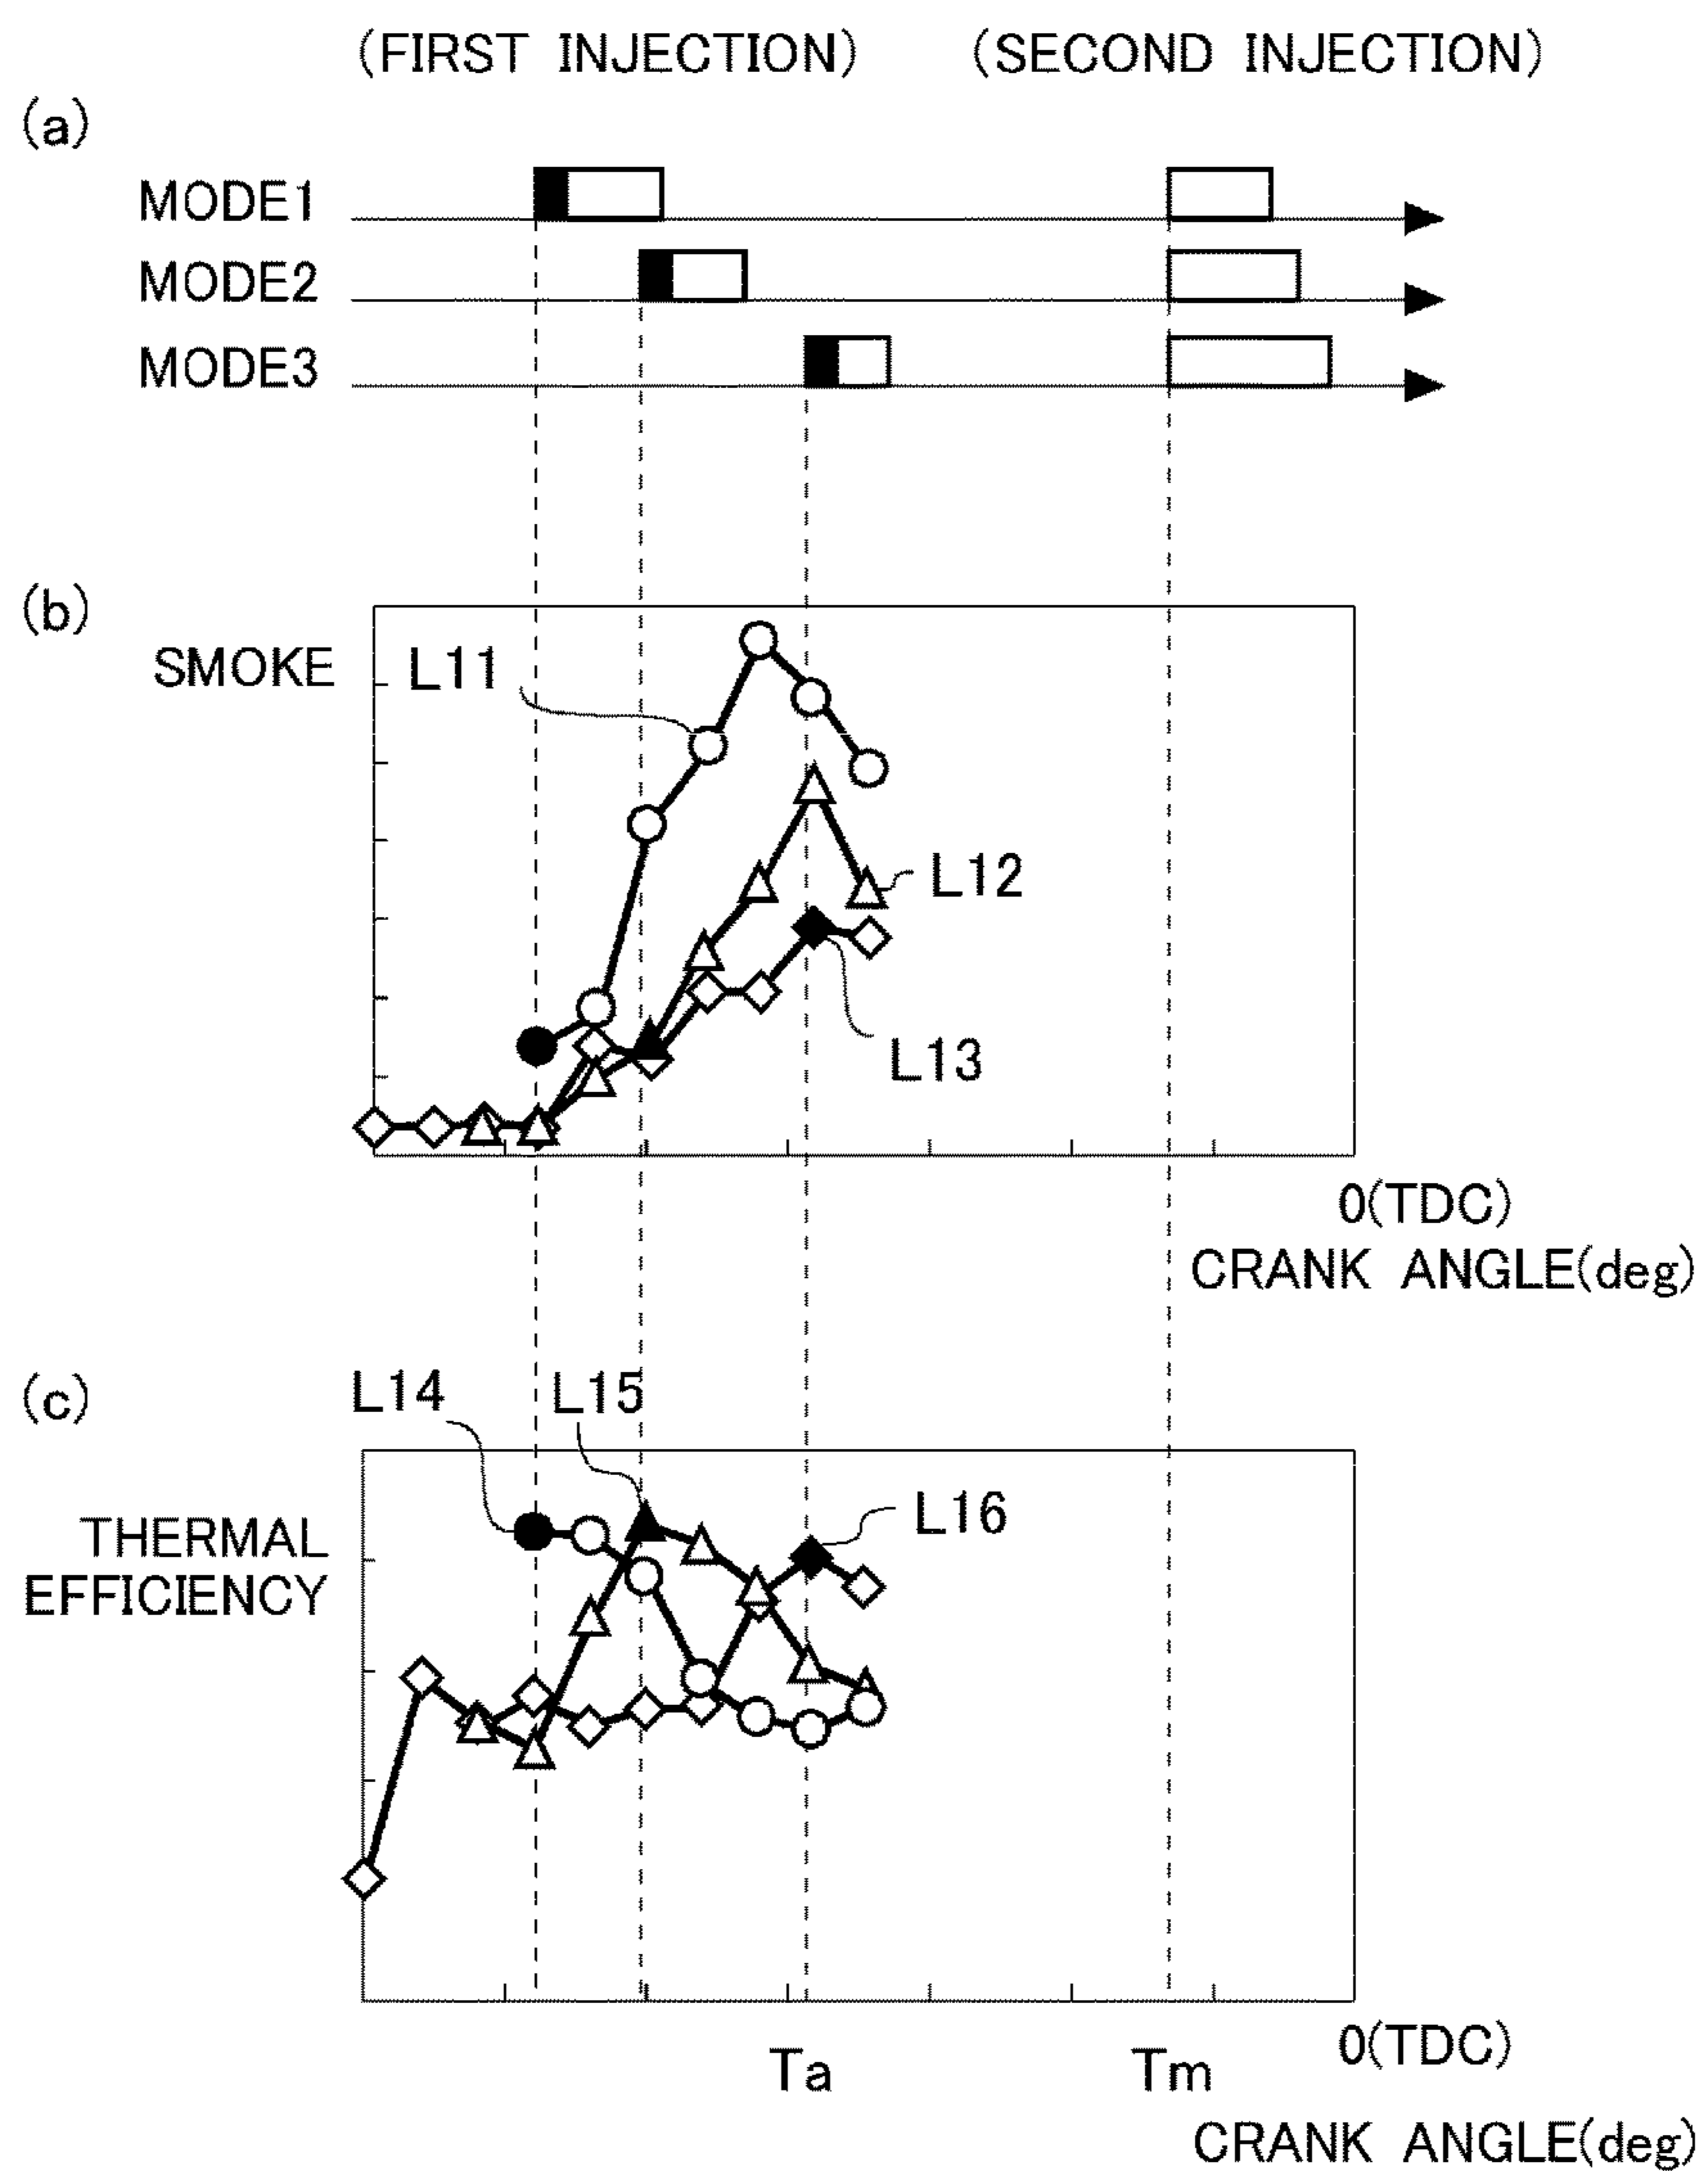 (FIRST INJECTION) (SECOND INJECTION)
(a)
MODE1
MODE2
MODE3
(b)
SMOKE
L11
L12
L13
0(TDC)
CRANK ANGLE(deg)
(c)
L14
L15
L16
THERMAL
EFFICIENCY
Ta
Tm
0(TDC)
CRANK ANGLE(deg)